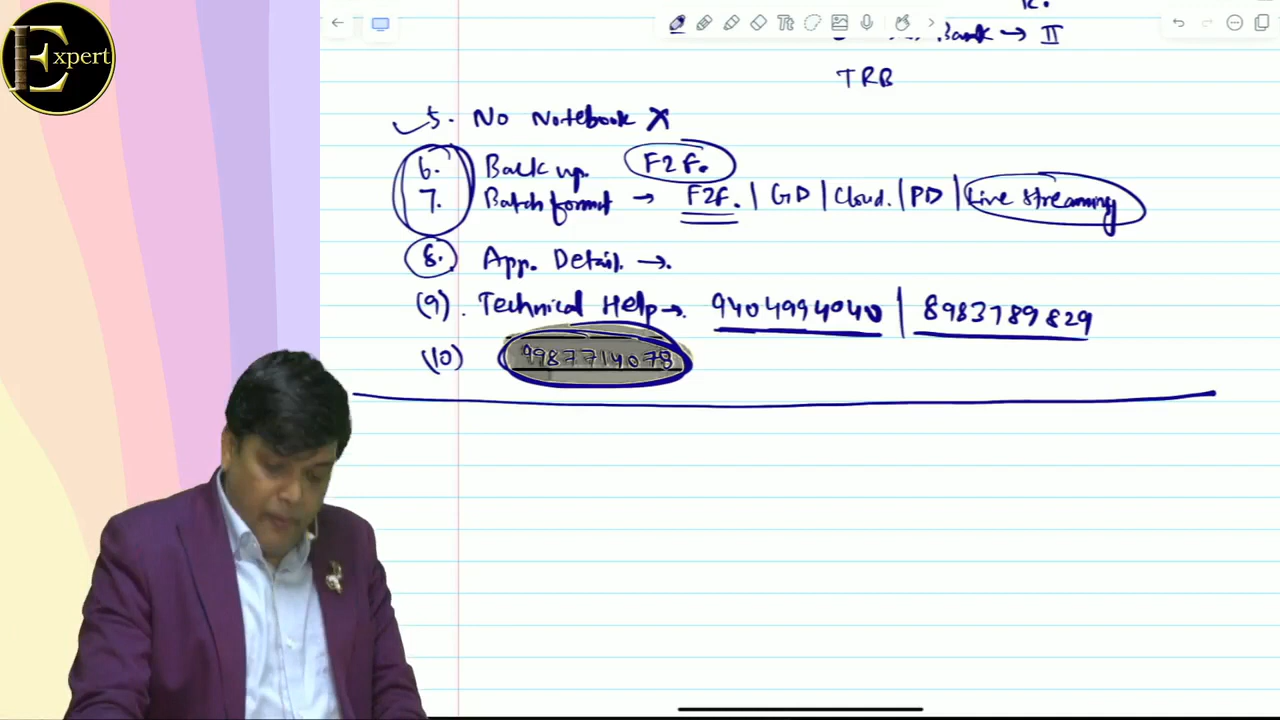 Expert
R.
Bank → II
TRB
5. No Notebook X
6. Back up. F2F.
7. Batch format → F2F. | GD | Cloud. | PD | Live Streaming
8. App. Detail. →.
(9). Technical Help →. 9404994040 | 8983789829
(10) 9987714078